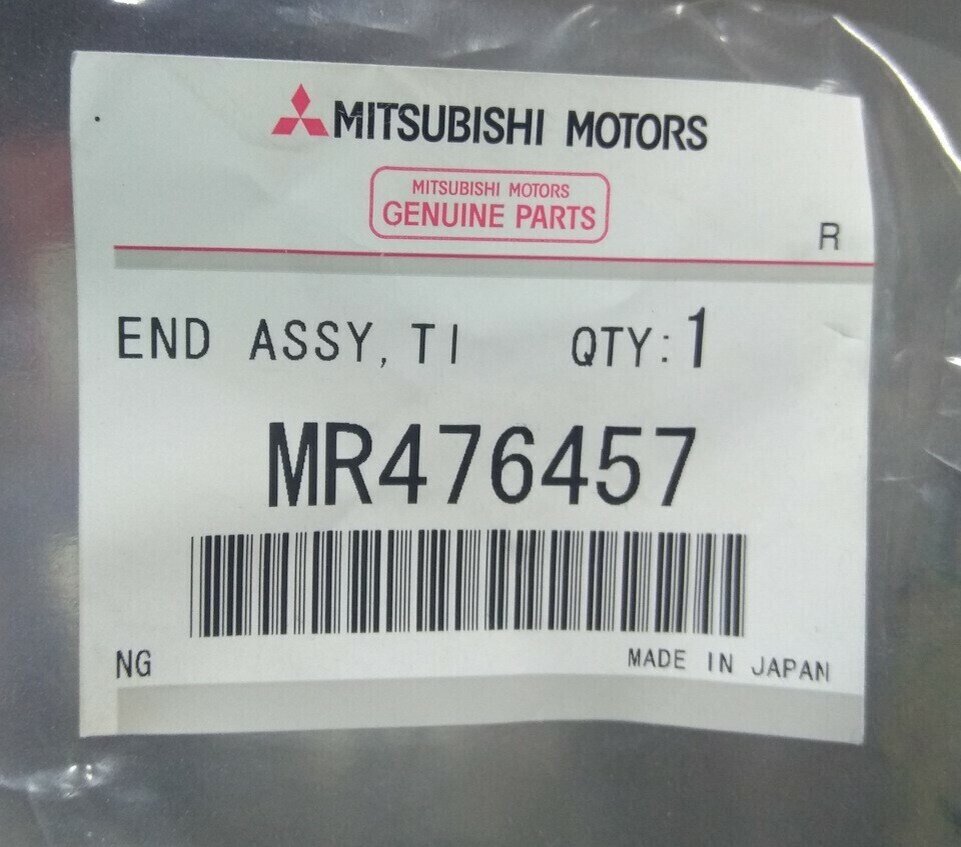 MITSUBISHI MOTORS
MITSUBISHI MOTORS
GENUINE PARTS
R
END ASSY, TI QTY: 1
MR476457
NG MADE IN JAPAN